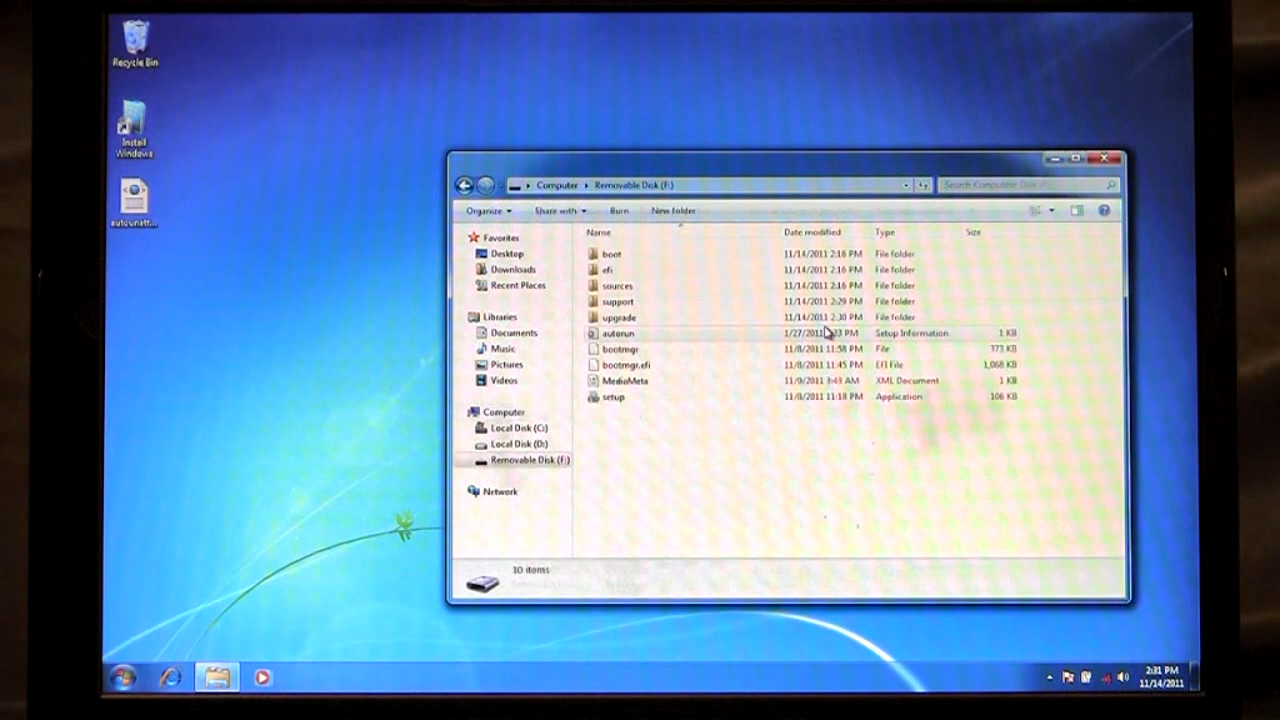 Recycle Bin
Install
Windows
autounatt...
Computer Removable Disk (F:)
Organize Share with Burn New folder
Name Date modified Type Size
Favorites
Desktop
Downloads
Recent Places
Libraries
Documents
Music
Pictures
Videos
Computer
Local Disk (C:)
Local Disk (D:)
Removable Disk (F:)
Network
boot 11/14/2011 2:16 PM File folder
efi 11/14/2011 2:16 PM File folder
sources 11/14/2011 2:16 PM File folder
support 11/14/2011 2:29 PM File folder
upgrade 11/14/2011 2:30 PM File folder
autorun PM Setup Information 1 KB
bootmgr 11/8/2011 11:58 PM File 373 KB
bootmgr.efi 11/8/2011 11:45 PM EFI File 1,068 KB
MediaMeta 11/9/2011 3:43 AM XML Document 1 KB
setup 11/8/2011 11:18 PM Application 106 KB
10 items
2:31 PM
11/14/2011